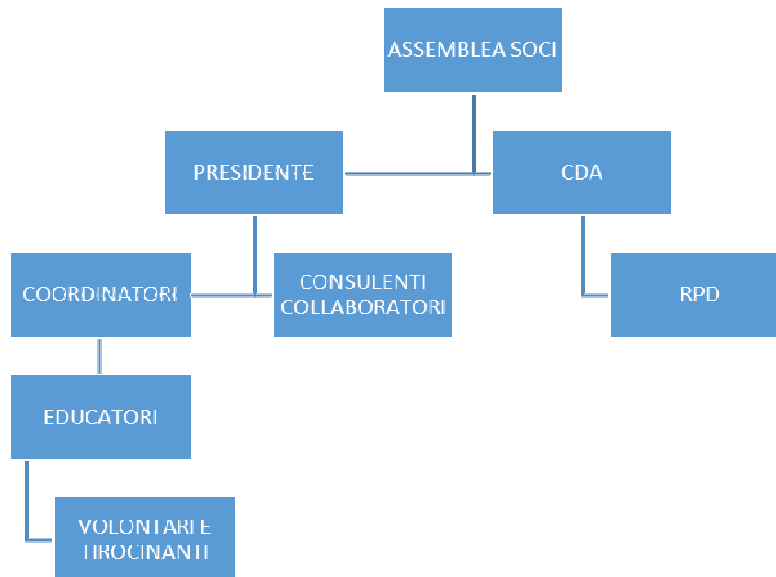 ASSEMBLEA SOCI
PRESIDENTE
CDA
COORDINATORI
CONSULENTI
COLLABORATORI
RPD
EDUCATORI
VOLONTARI E
TIROCINANTI